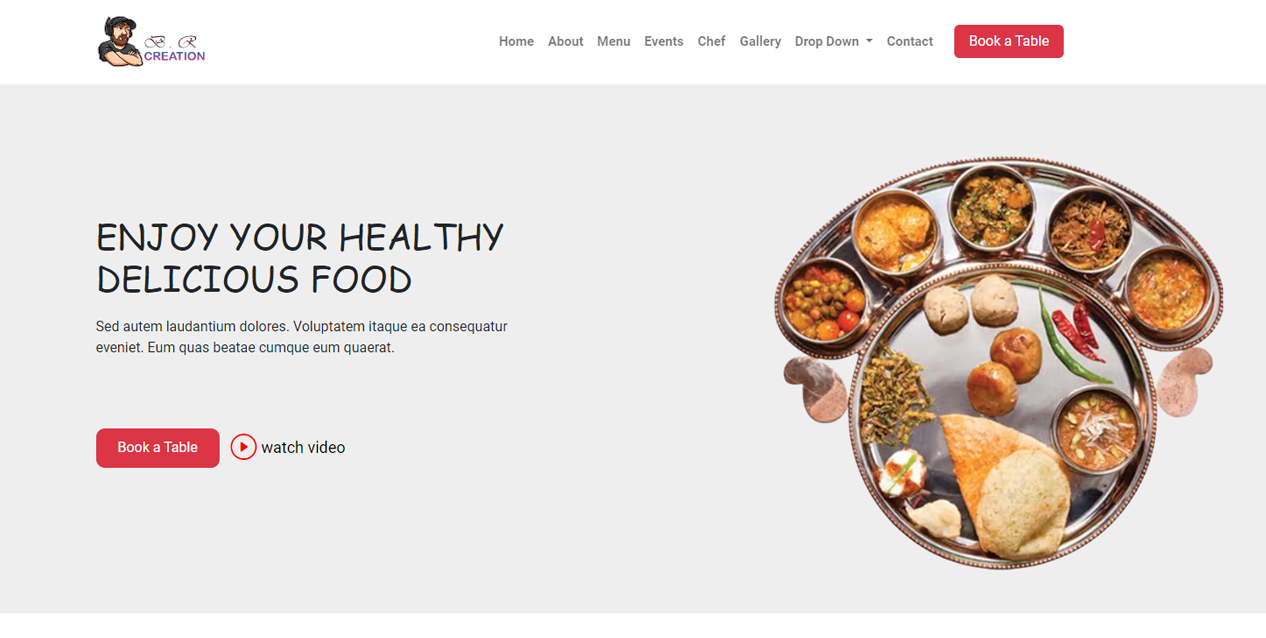 B . R
CREATION
Home About Menu Events Chef Gallery Drop Down Contact Book a Table
ENJOY YOUR HEALTHY
DELICIOUS FOOD
Sed autem laudantium dolores. Voluptatem itaque ea consequatur
eveniet. Eum quas beatae cumque eum quaerat.
Book a Table watch video